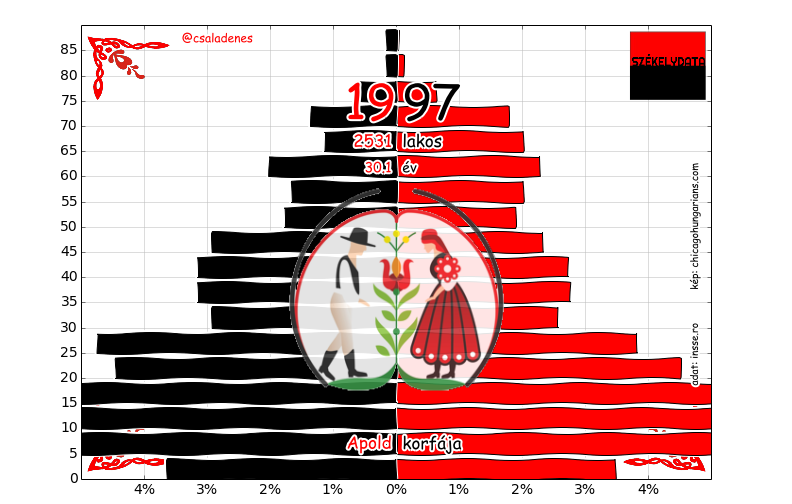 @csaladenes
SZÉKELYDATA
1997
2531 lakos
30.1 év
kép: chicagohungarians.com
adat: insse.ro
Apold korfája
85
80
75
70
65
60
55
50
45
40
35
30
25
20
15
10
5
0
4% 3% 2% 1% 0% 1% 2% 3% 4%